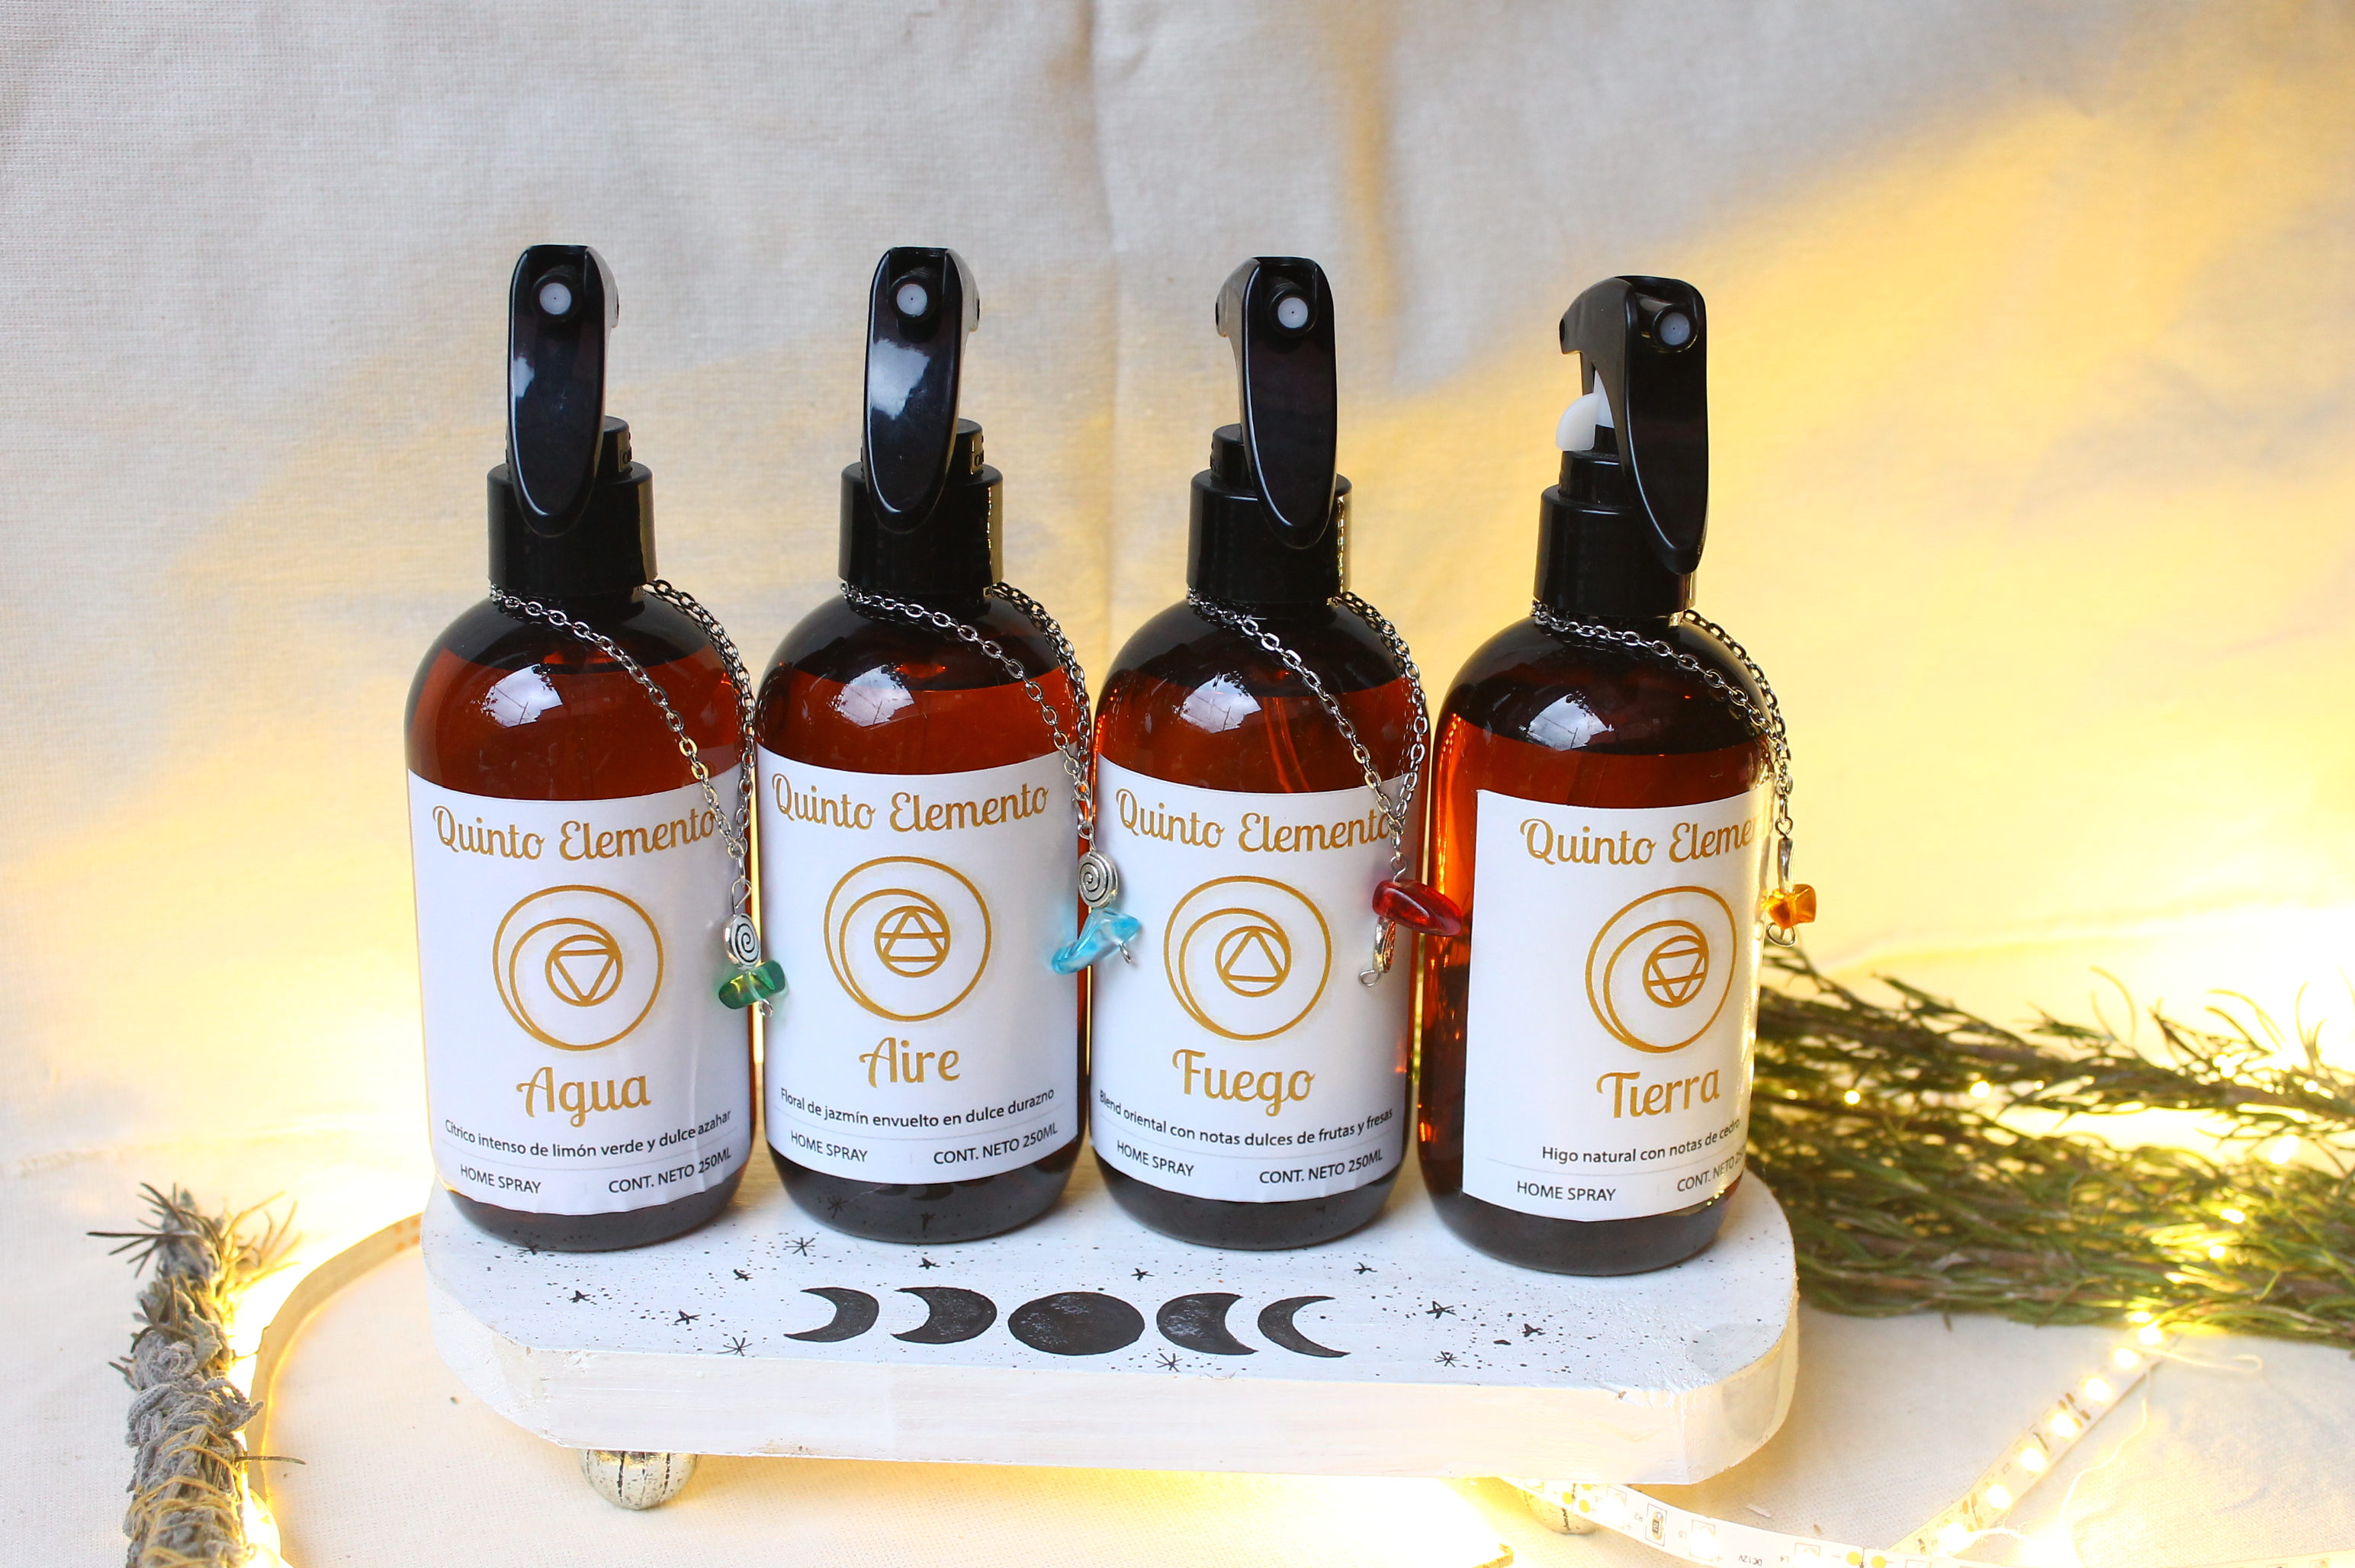 Quinto Elemento
Agua
Cítrico intenso de limón verde y dulce azahar
HOME SPRAY CONT. NETO 250ML
Quinto Elemento
Aire
Floral de jazmín envuelto en dulce durazno
HOME SPRAY CONT. NETO 250ML
Quinto Elemento
Fuego
Blend oriental con notas dulces de frutas y fresas
HOME SPRAY CONT. NETO 250ML
Quinto Eleme
Tierra
Higo natural con notas de cedro
HOME SPRAY CONT. NETO
DC12V